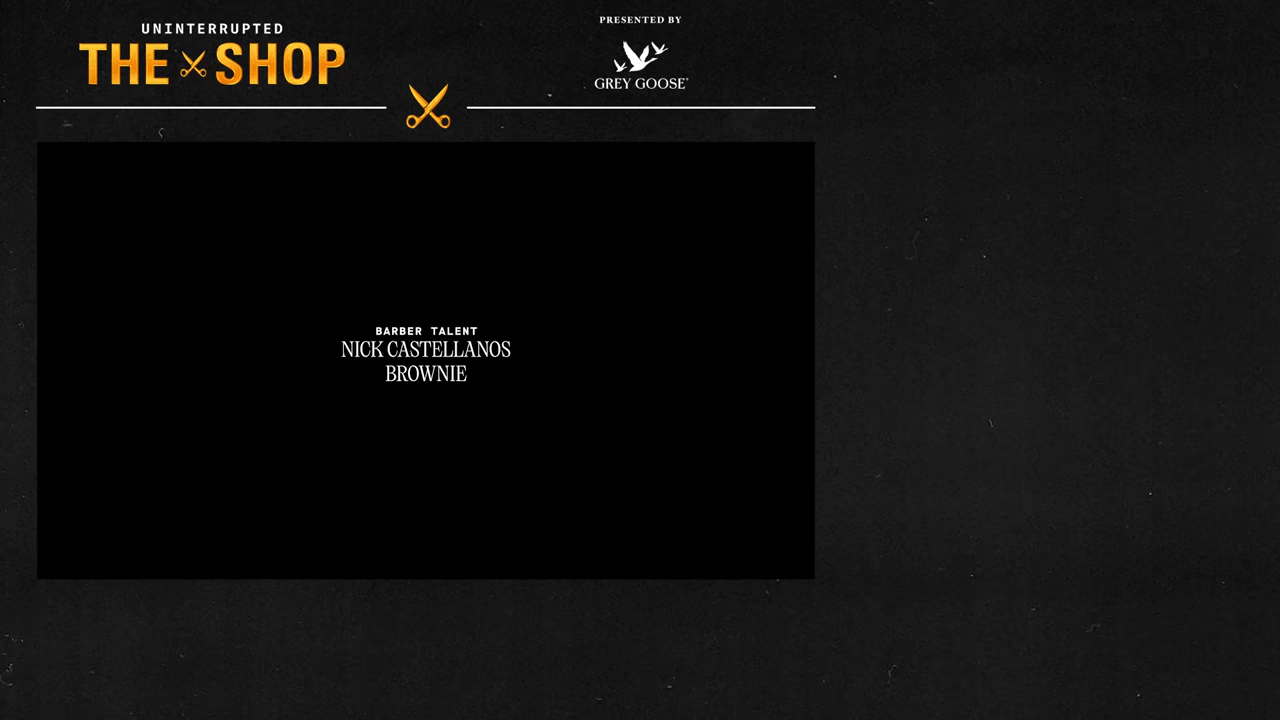 UNINTERRUPTED
THE SHOP
PRESENTED BY
GREY GOOSE®
BARBER TALENT
NICK CASTELLANOS
BROWNIE